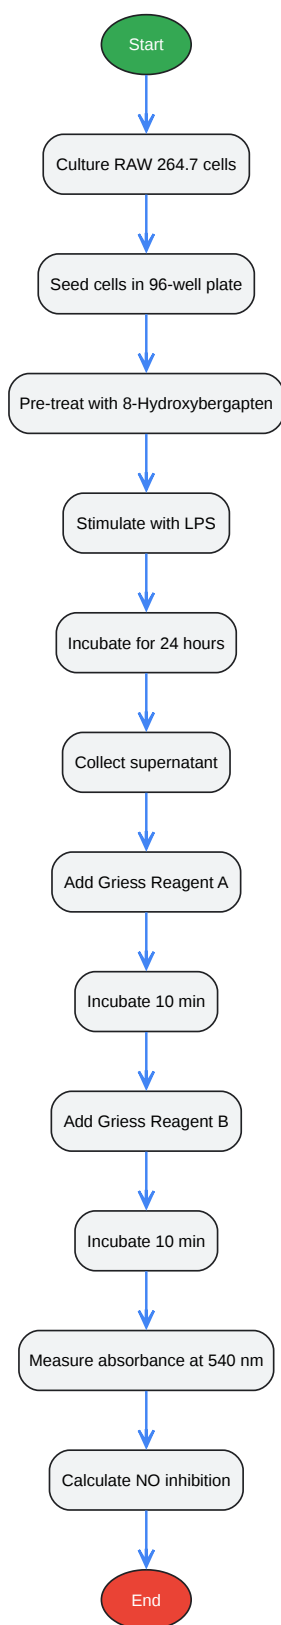 Start
Culture RAW 264.7 cells
Seed cells in 96-well plate
Pre-treat with 8-Hydroxybergapten
Stimulate with LPS
Incubate for 24 hours
Collect supernatant
Add Griess Reagent A
Incubate 10 min
Add Griess Reagent B
Incubate 10 min
Measure absorbance at 540 nm
Calculate NO inhibition
End